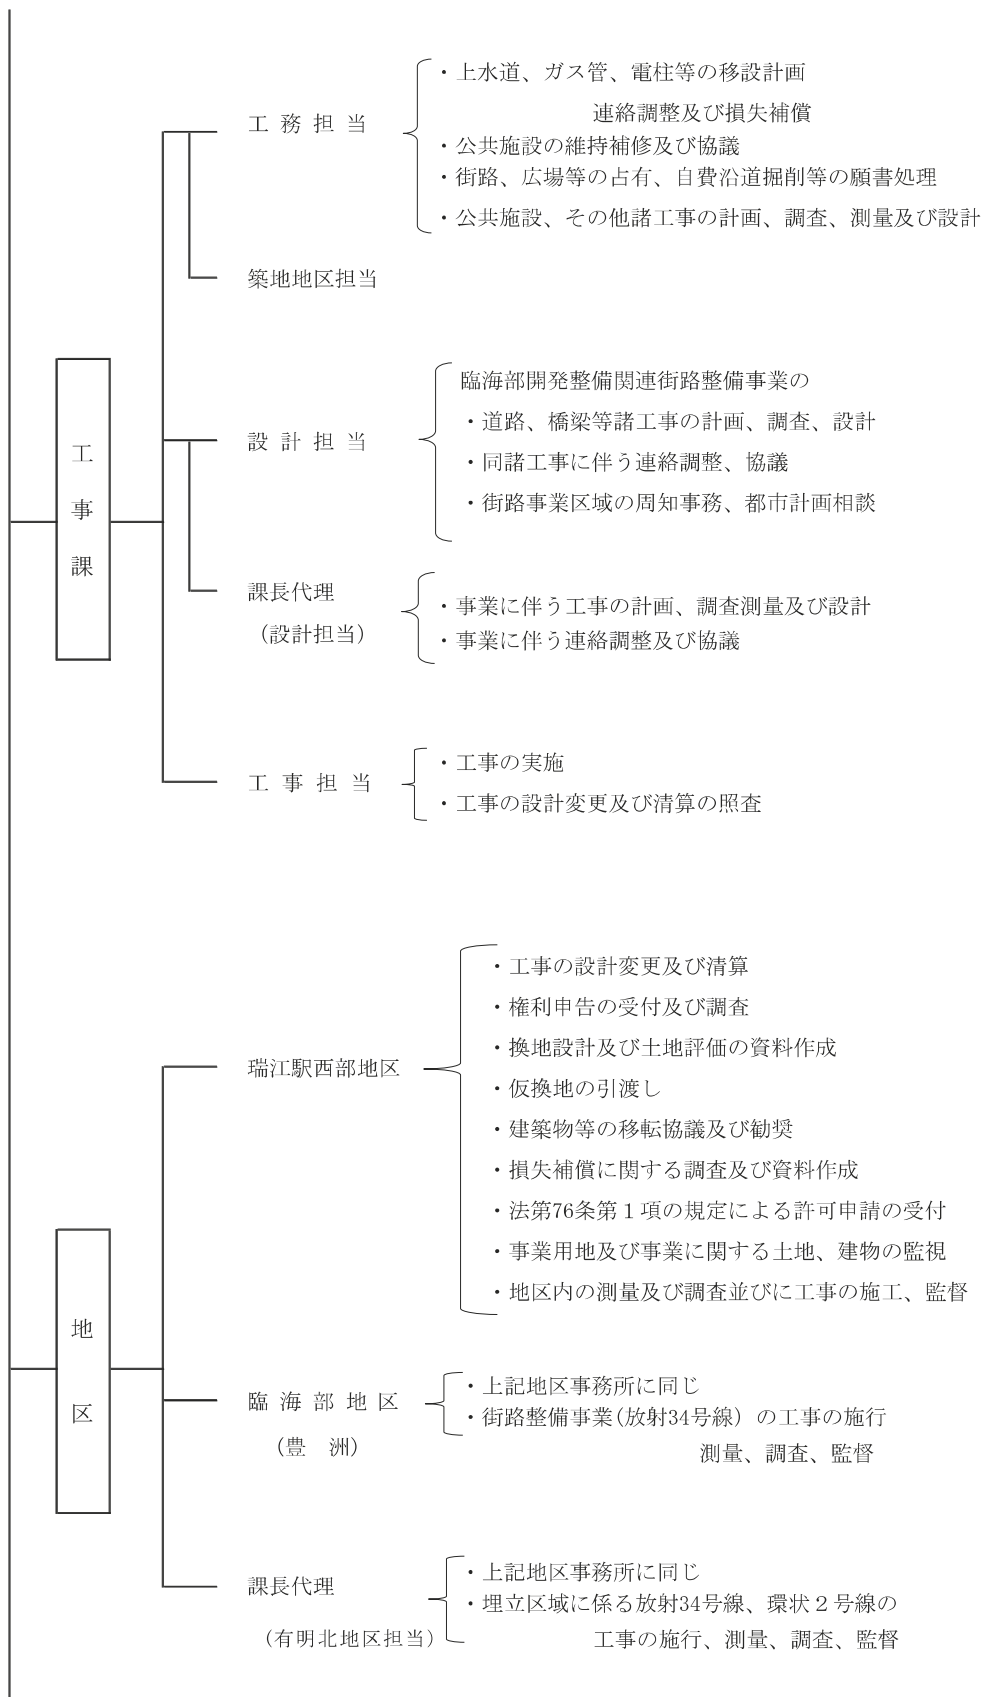 工事課
工 務 担 当
・上水道、ガス管、電柱等の移設計画
連絡調整及び損失補償
・公共施設の維持補修及び協議
・街路、広場等の占有、自費沿道掘削等の願書処理
・公共施設、その他諸工事の計画、調査、測量及び設計
築地地区担当
設 計 担 当
臨海部開発整備関連街路整備事業の
・道路、橋梁等諸工事の計画、調査、設計
・同諸工事に伴う連絡調整、協議
・街路事業区域の周知事務、都市計画相談
課長代理
(設計担当)
・事業に伴う工事の計画、調査測量及び設計
・事業に伴う連絡調整及び協議
工 事 担 当
・工事の実施
・工事の設計変更及び清算の照査
地区
瑞江駅西部地区
・工事の設計変更及び清算
・権利申告の受付及び調査
・換地設計及び土地評価の資料作成
・仮換地の引渡し
・建築物等の移転協議及び勧奨
・損失補償に関する調査及び資料作成
・法第76条第１項の規定による許可申請の受付
・事業用地及び事業に関する土地、建物の監視
・地区内の測量及び調査並びに工事の施工、監督
臨 海 部 地 区
(豊　洲)
・上記地区事務所に同じ
・街路整備事業(放射34号線) の工事の施行
測量、調査、監督
課長代理
(有明北地区担当)
・上記地区事務所に同じ
・埋立区域に係る放射34号線、環状２号線の
工事の施行、測量、調査、監督